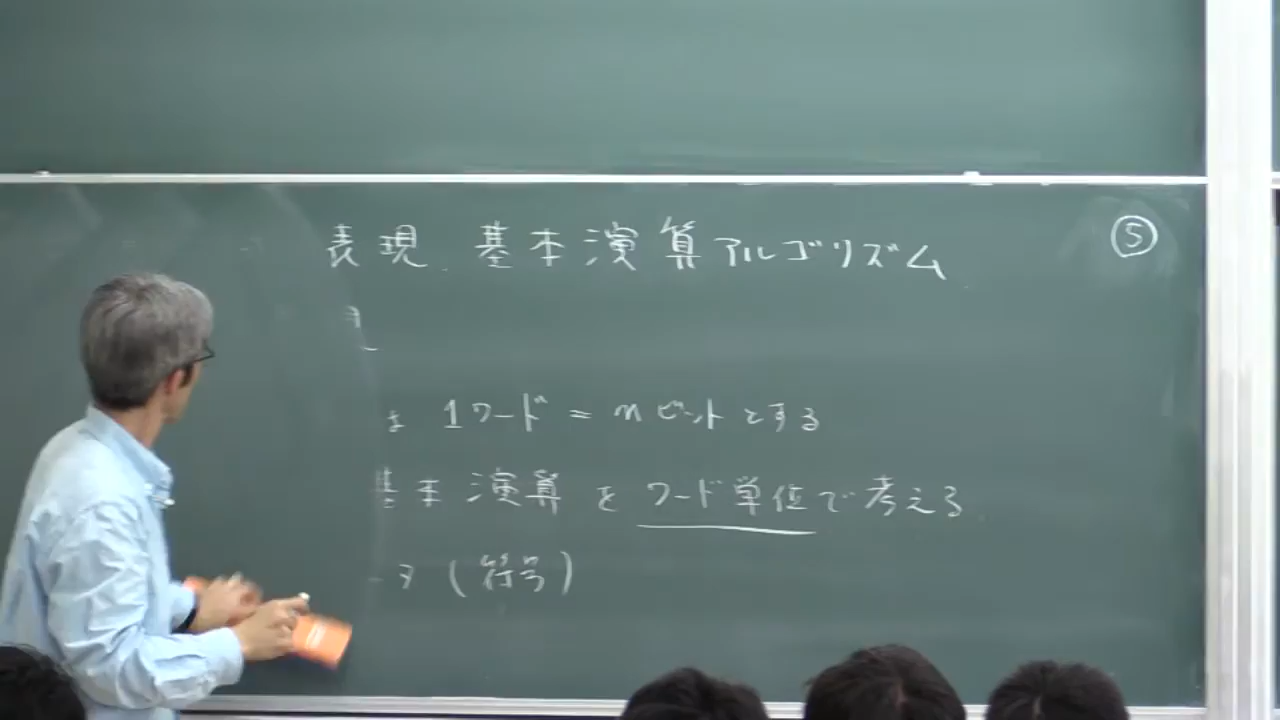 表現 基本演算アルゴリズム
⑤
1ワード = nビットとする
基本演算をワード単位で考える
(符号)